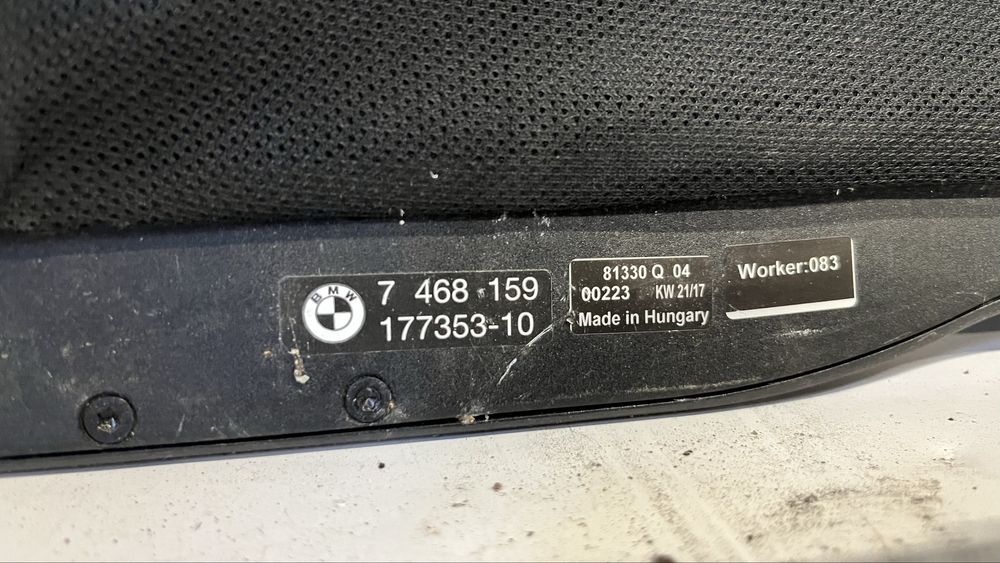 BMW
7 468 159
177353-10
81330 Q 04
00223 KW 21/17
Made in Hungary
Worker:083